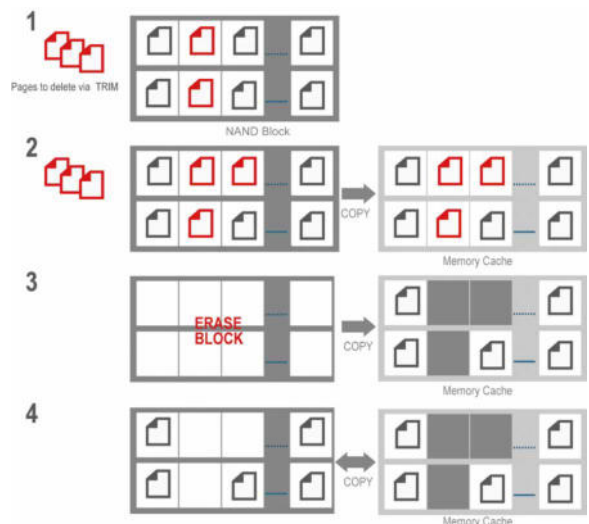 1
Pages to delete via TRIM
NAND Block
2
COPY
Memory Cache
3
ERASE
BLOCK
COPY
Memory Cache
4
COPY
Memory Cache